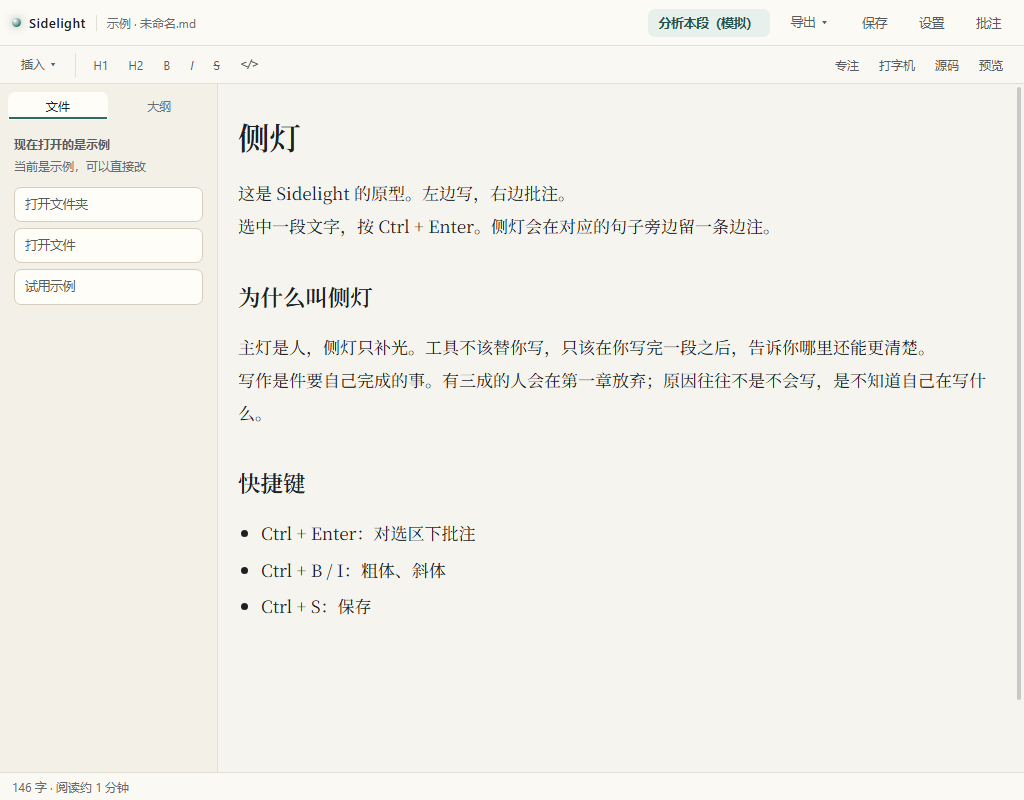 Sidelight 示例 · 未命名.md 分析本段（模拟） 导出 保存 设置 批注
插入 H1 H2 B I S </> 专注 打字机 源码 预览
文件 大纲
现在打开的是示例
当前是示例，可以直接改
打开文件夹
打开文件
试用示例
侧灯
这是 Sidelight 的原型。左边写，右边批注。
选中一段文字，按 Ctrl + Enter。侧灯会在对应的句子旁边留一条边注。
为什么叫侧灯
主灯是人，侧灯只补光。工具不该替你写，只该在你写完一段之后，告诉你哪里还能更清楚。
写作是件要自己完成的事。有三成的人会在第一章放弃；原因往往不是不会写，是不知道自己在写什
么。
快捷键
Ctrl + Enter：对选区下批注
Ctrl + B / I：粗体、斜体
Ctrl + S：保存
146 字 · 阅读约 1 分钟